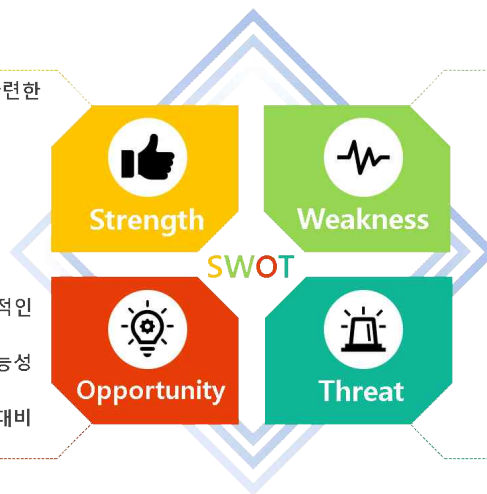 련한
Strength
Weakness
SWOT
적인
능성
Opportunity
Threat
대비